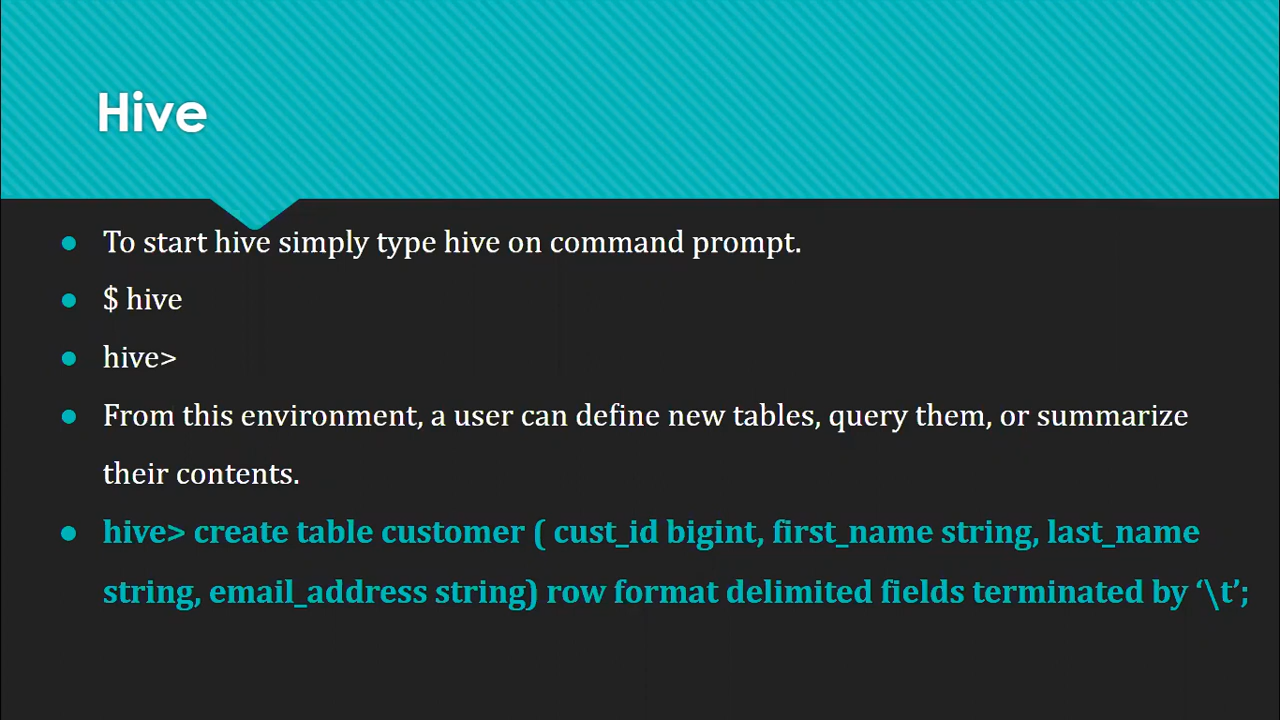 Hive
● To start hive simply type hive on command prompt.
● $ hive
● hive>
● From this environment, a user can define new tables, query them, or summarize
their contents.
● hive> create table customer ( cust_id bigint, first_name string, last_name
string, email_address string) row format delimited fields terminated by ‘\t’;